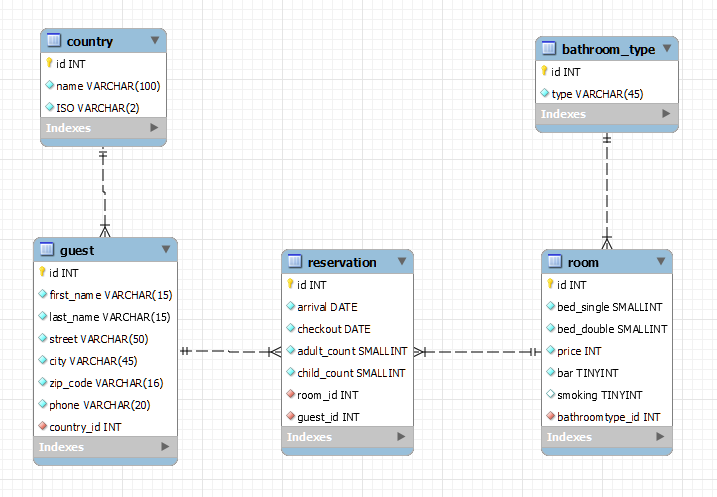 country
id INT
name VARCHAR(100)
ISO VARCHAR(2)
Indexes
bathroom_type
id INT
type VARCHAR(45)
Indexes
guest
id INT
first_name VARCHAR(15)
last_name VARCHAR(15)
street VARCHAR(50)
city VARCHAR(45)
zip_code VARCHAR(16)
phone VARCHAR(20)
country_id INT
Indexes
reservation
id INT
arrival DATE
checkout DATE
adult_count SMALLINT
child_count SMALLINT
room_id INT
guest_id INT
Indexes
room
id INT
bed_single SMALLINT
bed_double SMALLINT
price INT
bar TINYINT
smoking TINYINT
bathroomtype_id INT
Indexes